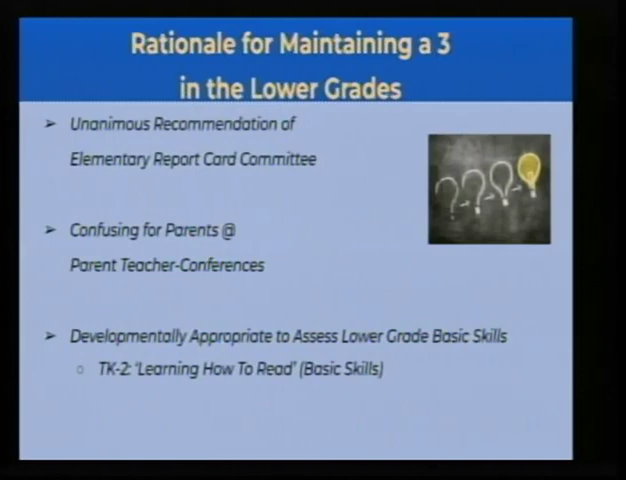 Rationale for Maintaining a 3
in the Lower Grades
➢ Unanimous Recommendation of
Elementary Report Card Committee
➢ Confusing for Parents @
Parent Teacher-Conferences
➢ Developmentally Appropriate to Assess Lower Grade Basic Skills
○ TK-2: 'Learning How To Read' (Basic Skills)